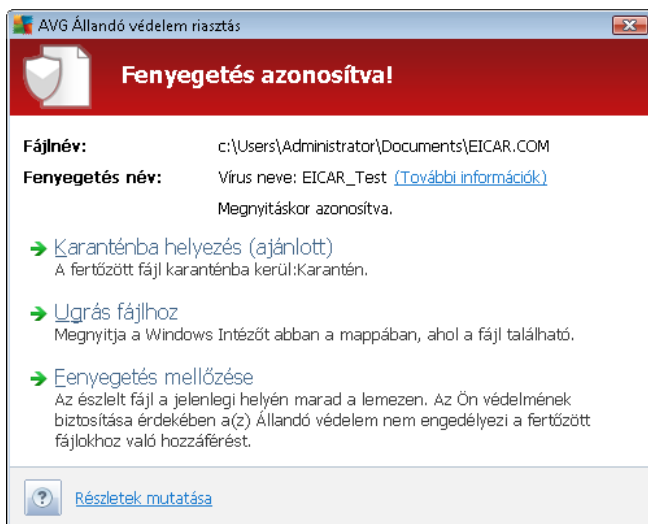 AVG Állandó védelem riasztás
Fenyegetés azonosítva!
Fájlnév: c:\Users\Administrator\Documents\EICAR.COM
Fenyegetés név: Vírus neve: EICAR_Test (További információk)
Megnyitáskor azonosítva.
Karanténba helyezés (ajánlott)
A fertőzött fájl karanténba kerül:Karantén.
Ugrás fájlhoz
Megnyitja a Windows Intézőt abban a mappában, ahol a fájl található.
Fenyegetés mellőzése
Az észlelt fájl a jelenlegi helyén marad a lemezen. Az Ön védelmének
biztosítása érdekében a(z) Állandó védelem nem engedélyezi a fertőzött
fájlokhoz való hozzáférést.
?
Részletek mutatása